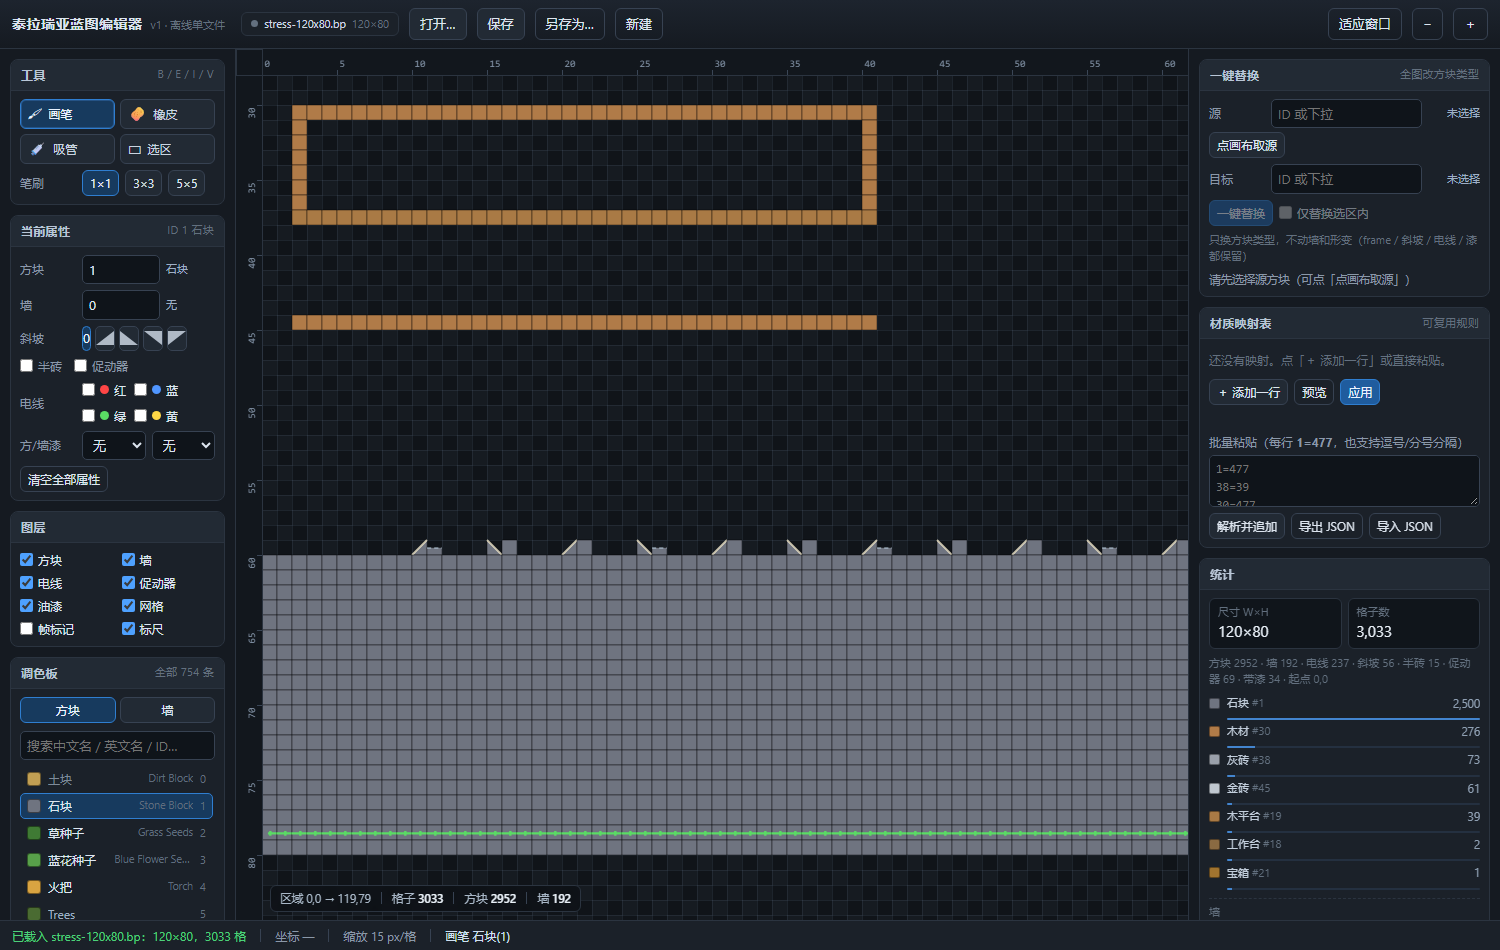 泰拉瑞亚蓝图编辑器 v1 · 离线单文件 stress-120x80.bp 120×80 打开... 保存 另存为... 新建 适应窗口 − +
工具 B / E / I / V
画笔 橡皮
吸管 选区
笔刷 1×1 3×3 5×5
当前属性 ID 1 石块
方块 1 石块
墙 0 无
斜坡 0
半砖 促动器
电线 红 蓝
绿 黄
方/墙漆 无 无
清空全部属性
图层
方块 墙
电线 促动器
油漆 网格
帧标记 标尺
调色板 全部 754 条
方块 墙
搜索中文名 / 英文名 / ID...
土块 Dirt Block 0
石块 Stone Block 1
草种子 Grass Seeds 2
蓝花种子 Blue Flower Se... 3
火把 Torch 4
Trees 5
0 5 10 15 20 25 30 35 40 45 50 55 60
30
35
40
45
50
55
60
65
70
75
80
区域 0,0 → 119,79 格子 3033 方块 2952 墙 192
一键替换 全图改方块类型
源 ID 或下拉 未选择
点画布取源
目标 ID 或下拉 未选择
一键替换 仅替换选区内
只换方块类型，不动墙和形变（frame / 斜坡 / 电线 / 漆
都保留）
请先选择源方块（可点「点画布取源」）
材质映射表 可复用规则
还没有映射。点「＋ 添加一行」或直接粘贴。
＋ 添加一行 预览 应用
批量粘贴（每行 1=477，也支持逗号/分号分隔）
1=477
38=39
30=477
解析并追加 导出 JSON 导入 JSON
统计
尺寸 W×H 格子数
120×80 3,033
方块 2952 · 墙 192 · 电线 237 · 斜坡 56 · 半砖 15 · 促动
器 69 · 带漆 34 · 起点 0,0
石块 #1 2,500
木材 #30 276
灰砖 #38 73
金砖 #45 61
木平台 #19 39
工作台 #18 2
宝箱 #21 1
墙
已载入 stress-120x80.bp：120×80，3033 格 坐标 — 缩放 15 px/格 画笔 石块(1)